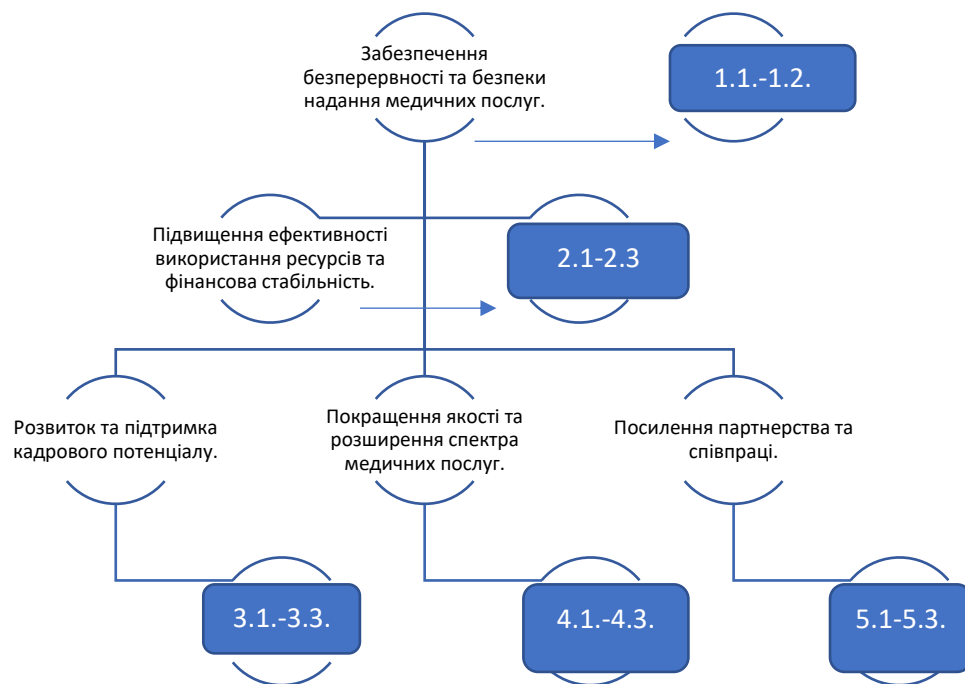 Забезпечення
безперервності та безпеки
надання медичних послуг.
1.1.-1.2.
Підвищення ефективності
використання ресурсів та
фінансова стабільність.
2.1-2.3
Розвиток та підтримка
кадрового потенціалу.
Покращення якості та
розширення спектра
медичних послуг.
Посилення партнерства та
співпраці.
3.1.-3.3.
4.1.-4.3.
5.1-5.3.